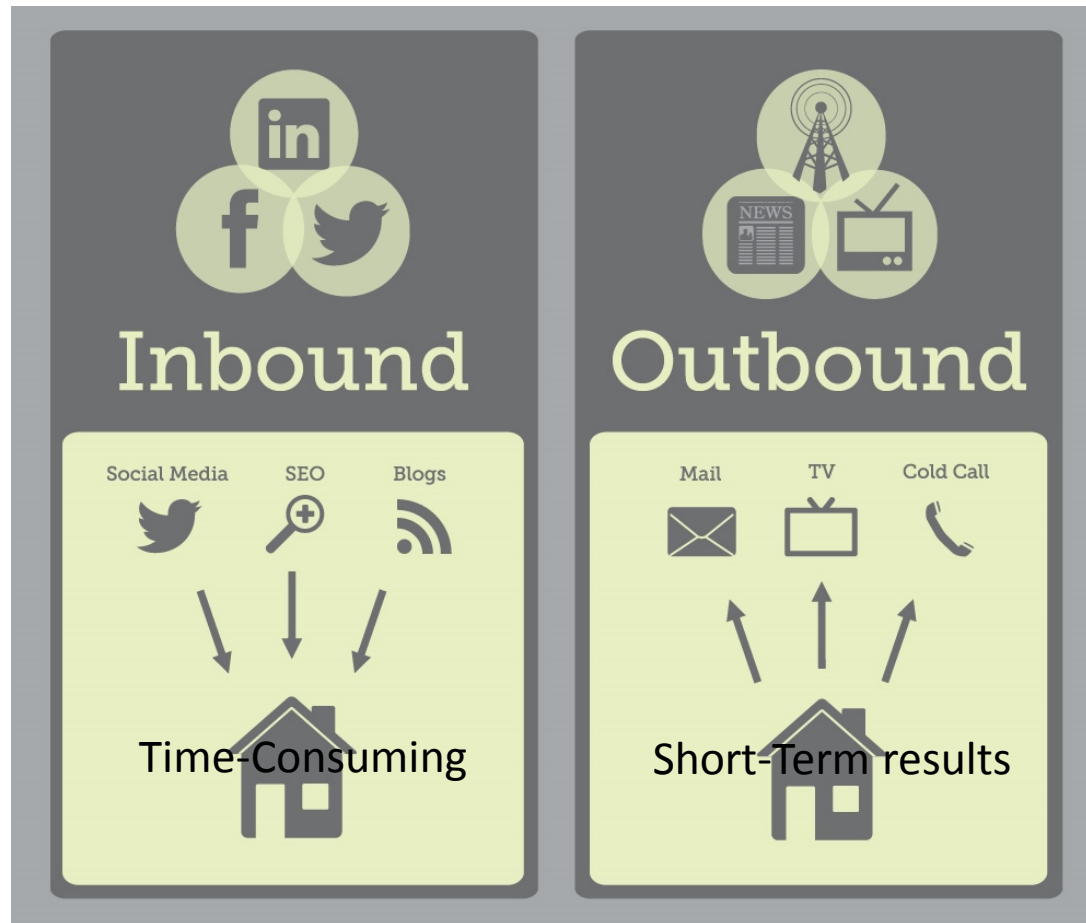 in
f
NEWS
Inbound
Outbound
Social Media SEO Blogs
Time-Consuming
Mail TV Cold Call
Short-Term results